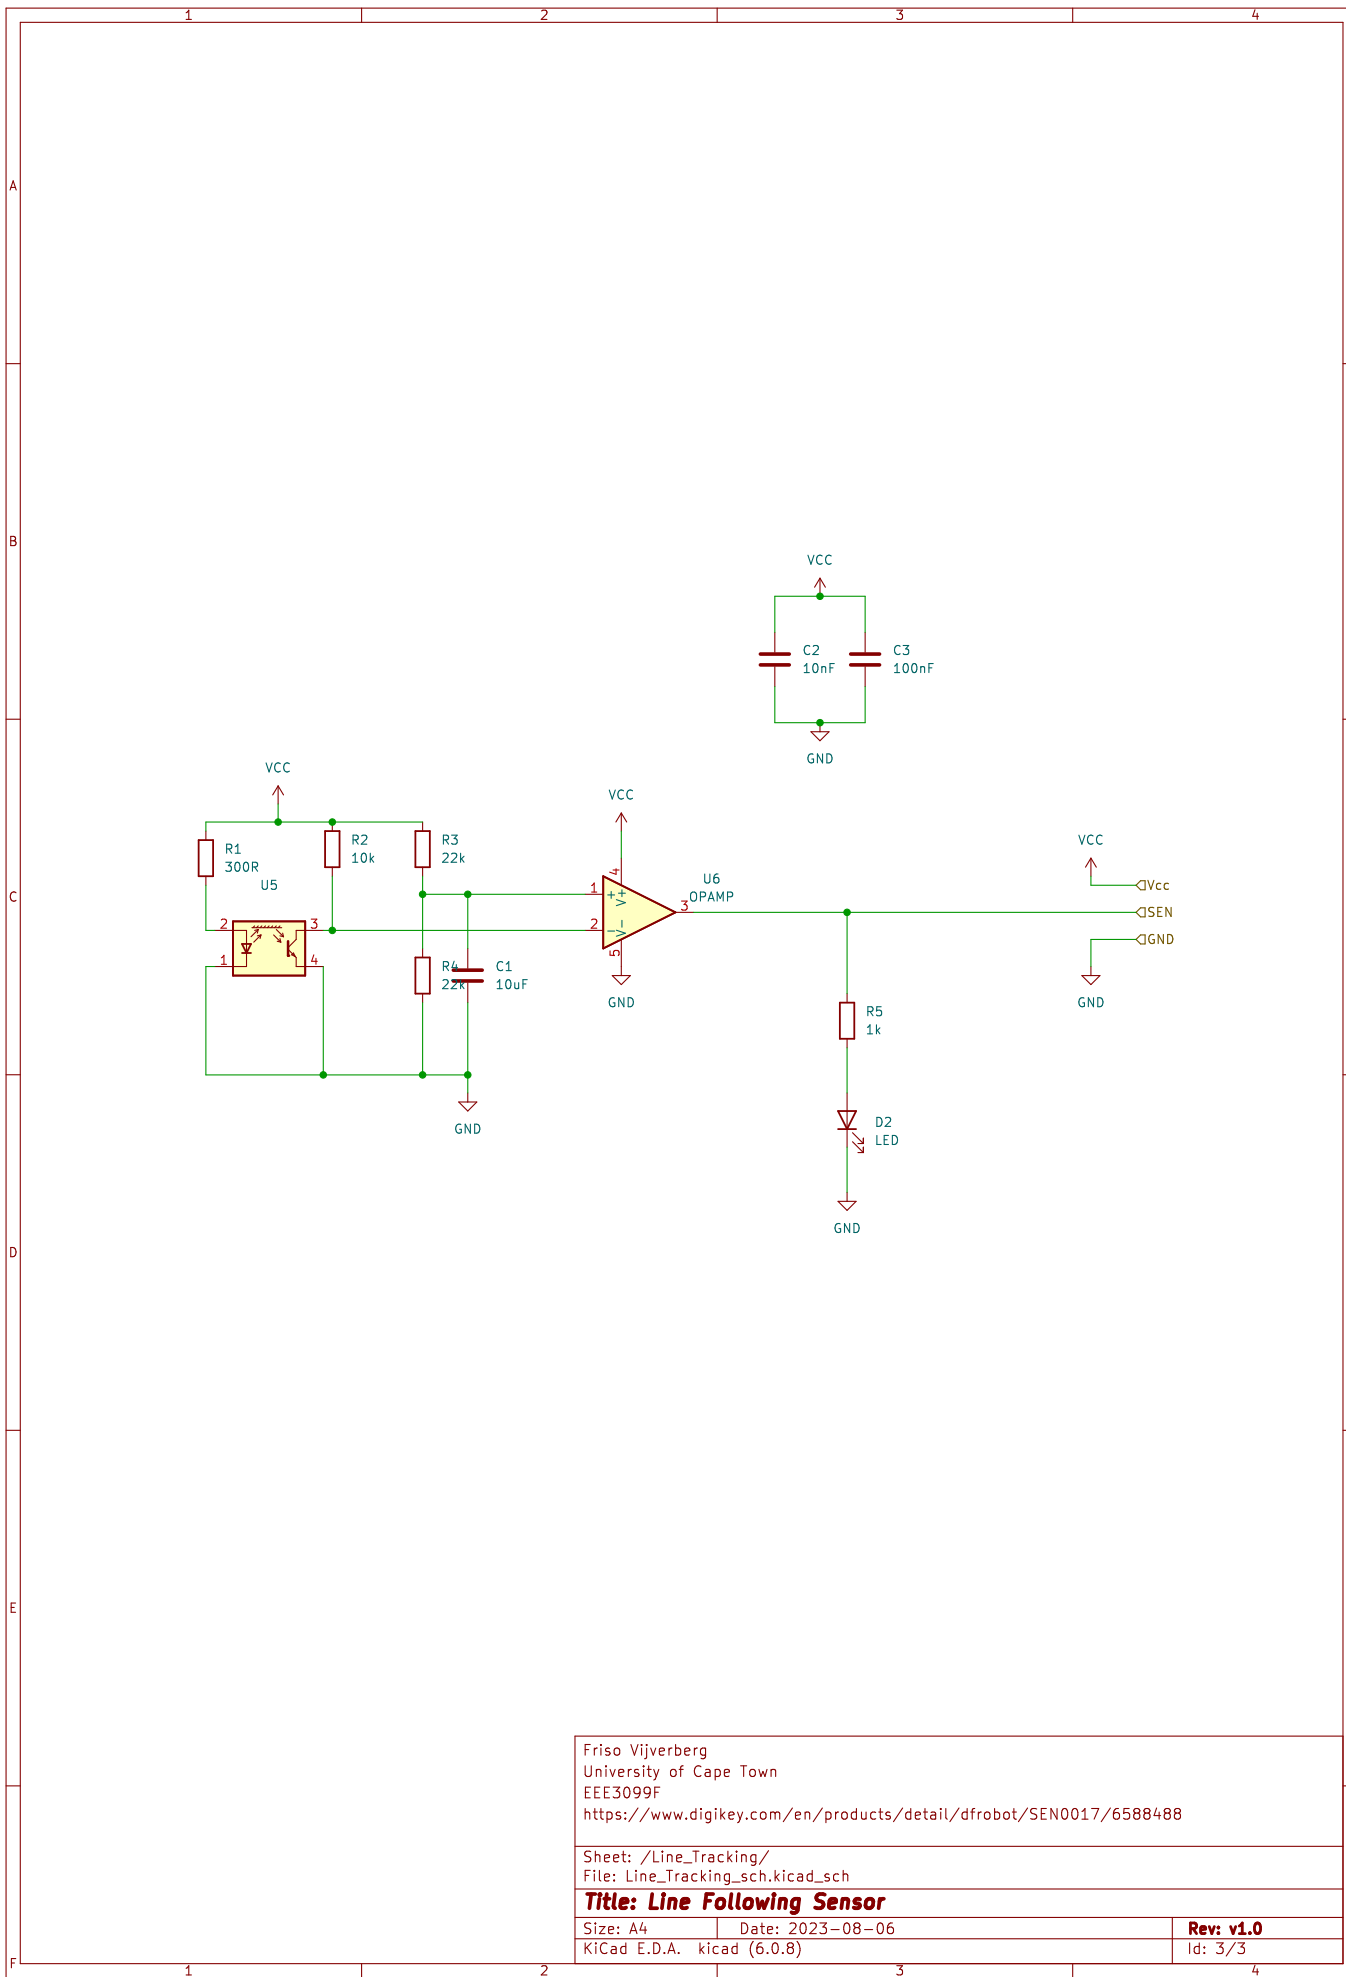 1 2 3 4
A
B
C
D
E
F
VCC
C2
10nF
C3
100nF
GND
VCC
R1
300R
R2
10k
R3
22k
U5
2
1
3
4
R4
22k
C1
10uF
GND
VCC
U6
OPAMP
1
2
3
4
5
+
−
V+
V−
GND
R5
1k
D2
LED
GND
VCC
Vcc
SEN
GND
GND
Friso Vijverberg
University of Cape Town
EEE3099F
https://www.digikey.com/en/products/detail/dfrobot/SEN0017/6588488
Sheet: /Line_Tracking/
File: Line_Tracking_sch.kicad_sch
Title: Line Following Sensor
Size: A4 Date: 2023-08-06 Rev: v1.0
KiCad E.D.A. kicad (6.0.8) Id: 3/3
1 2 3 4